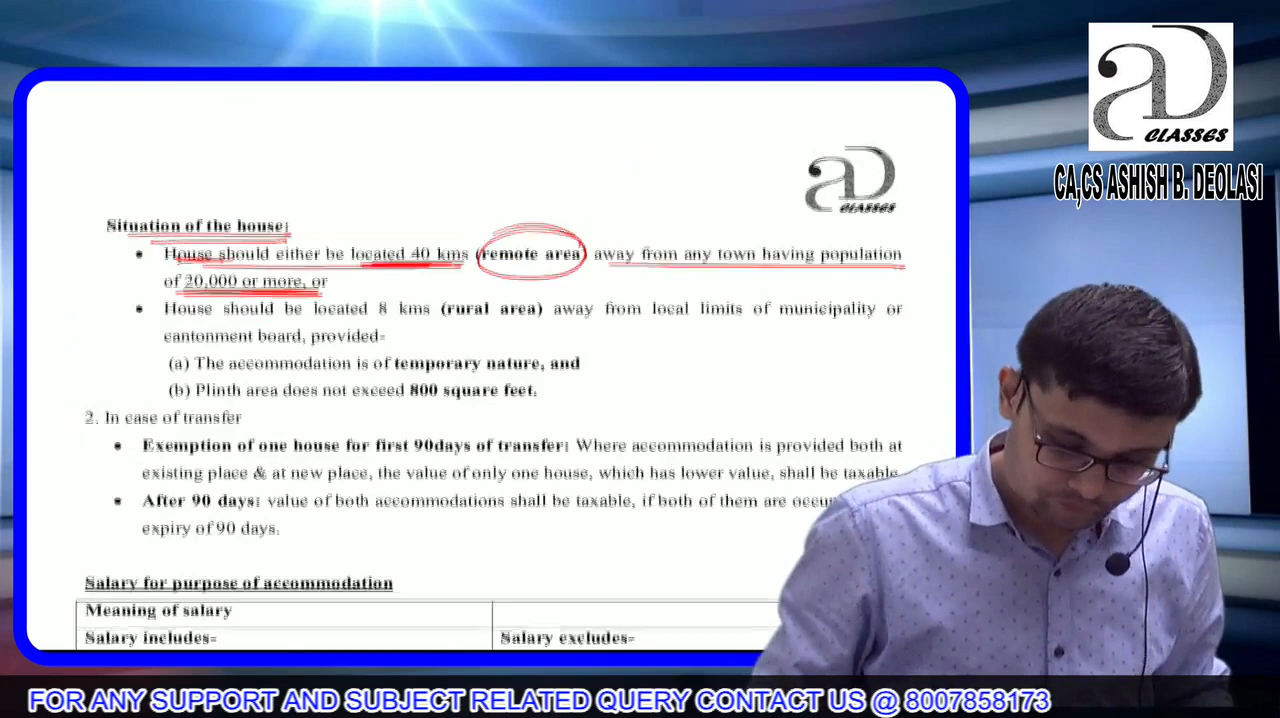 aD
CLASSES
CA,CS ASHISH B. DEOLASI
aD
CLASSES
Situation of the house:
• House should either be located 40 kms (remote area) away from any town having population
of 20,000 or more, or
• House should be located 8 kms (rural area) away from local limits of municipality or
cantonment board, provided-
(a) The accommodation is of temporary nature, and
(b) Plinth area does not exceed 800 square feet.
2. In case of transfer
• Exemption of one house for first 90days of transfer: Where accommodation is provided both at
existing place & at new place, the value of only one house, which has lower value, shall be taxable.
• After 90 days: value of both accommodations shall be taxable, if both of them are
expiry of 90 days.
Salary for purpose of accommodation
Meaning of salary
Salary includes- Salary excludes-
FOR ANY SUPPORT AND SUBJECT RELATED QUERY CONTACT US @ 8007858173